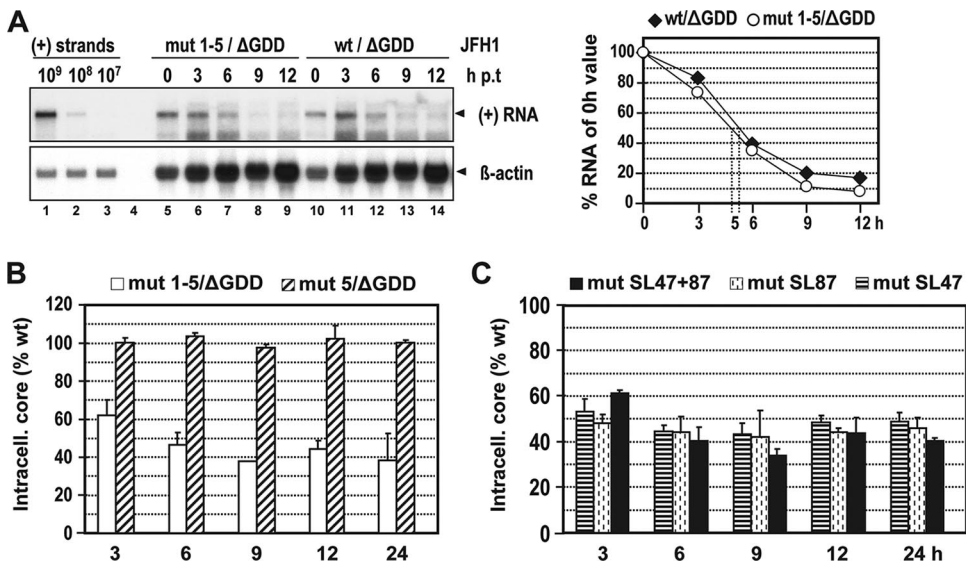 A
(+) strands mut 1-5 / ΔGDD wt / ΔGDD JFH1
10⁹ 10⁸ 10⁷ 0 3 6 9 12 0 3 6 9 12 h p.t
(+) RNA
ß-actin
1 2 3 4 5 6 7 8 9 10 11 12 13 14
wt/ΔGDD mut 1-5/ΔGDD
% RNA of 0h value
100
80
60
40
20
0
0 3 5 6 9 12 h
B
mut 1-5/ΔGDD mut 5/ΔGDD
Intracell. core (% wt)
120
100
80
60
40
20
0
3 6 9 12 24
C
mut SL47+87 mut SL87 mut SL47
Intracell. core (% wt)
100
80
60
40
20
0
3 6 9 12 24 h